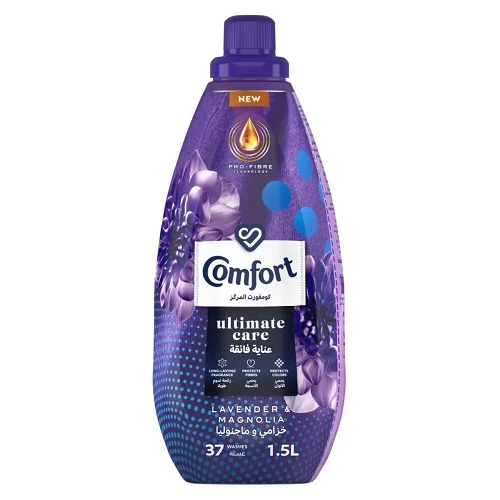 NEW
PRO-FIBRE
TECHNOLOGY
Comfort
كومفورت المركز
ultimate
care
عناية فائقة
LONG-LASTING
FRAGRANCE
رائحة تدوم
طويلا
PROTECTS
FIBRES
يحمي
الأنسجة
PROTECTS
COLORS
يحمي
الألوان
LAVENDER &
MAGNOLIA
خزامي و ماجنوليا
37 WASHES غسلة 1.5L